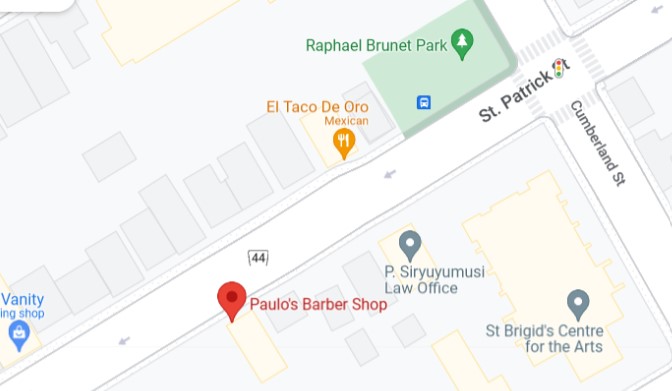 Raphael Brunet Park
El Taco De Oro
Mexican
St. Patrick St
Cumberland St
44
P. Siryuyumusi
Law Office
Vanity
ing shop
Paulo's Barber Shop
St Brigid's Centre
for the Arts